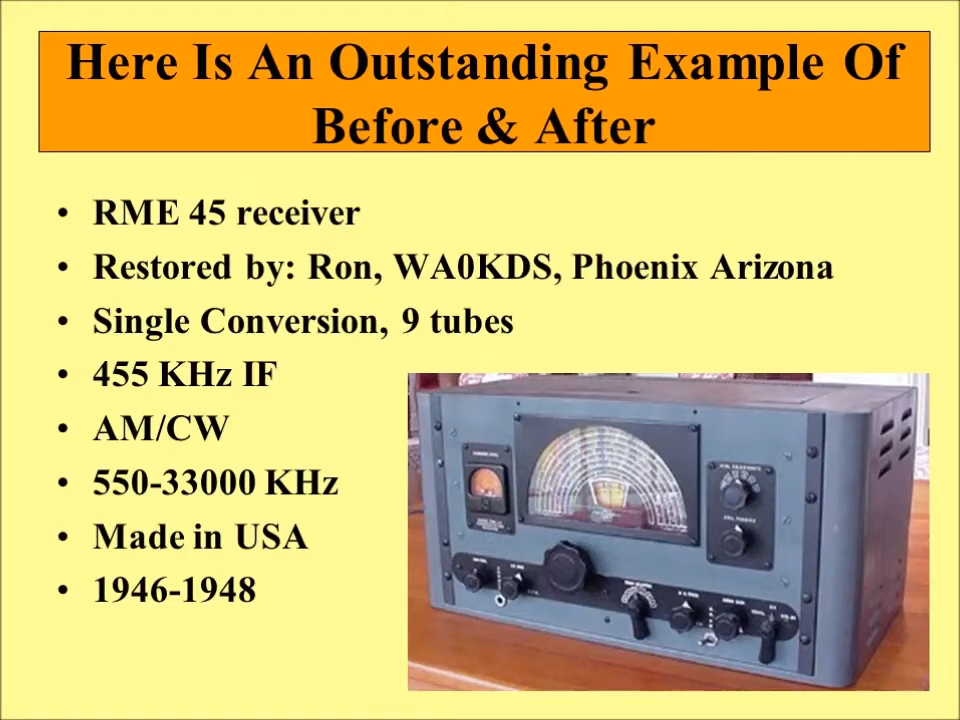 Here Is An Outstanding Example Of
Before & After
• RME 45 receiver
• Restored by: Ron, WA0KDS, Phoenix Arizona
• Single Conversion, 9 tubes
• 455 KHz IF
• AM/CW
• 550-33000 KHz
• Made in USA
• 1946-1948